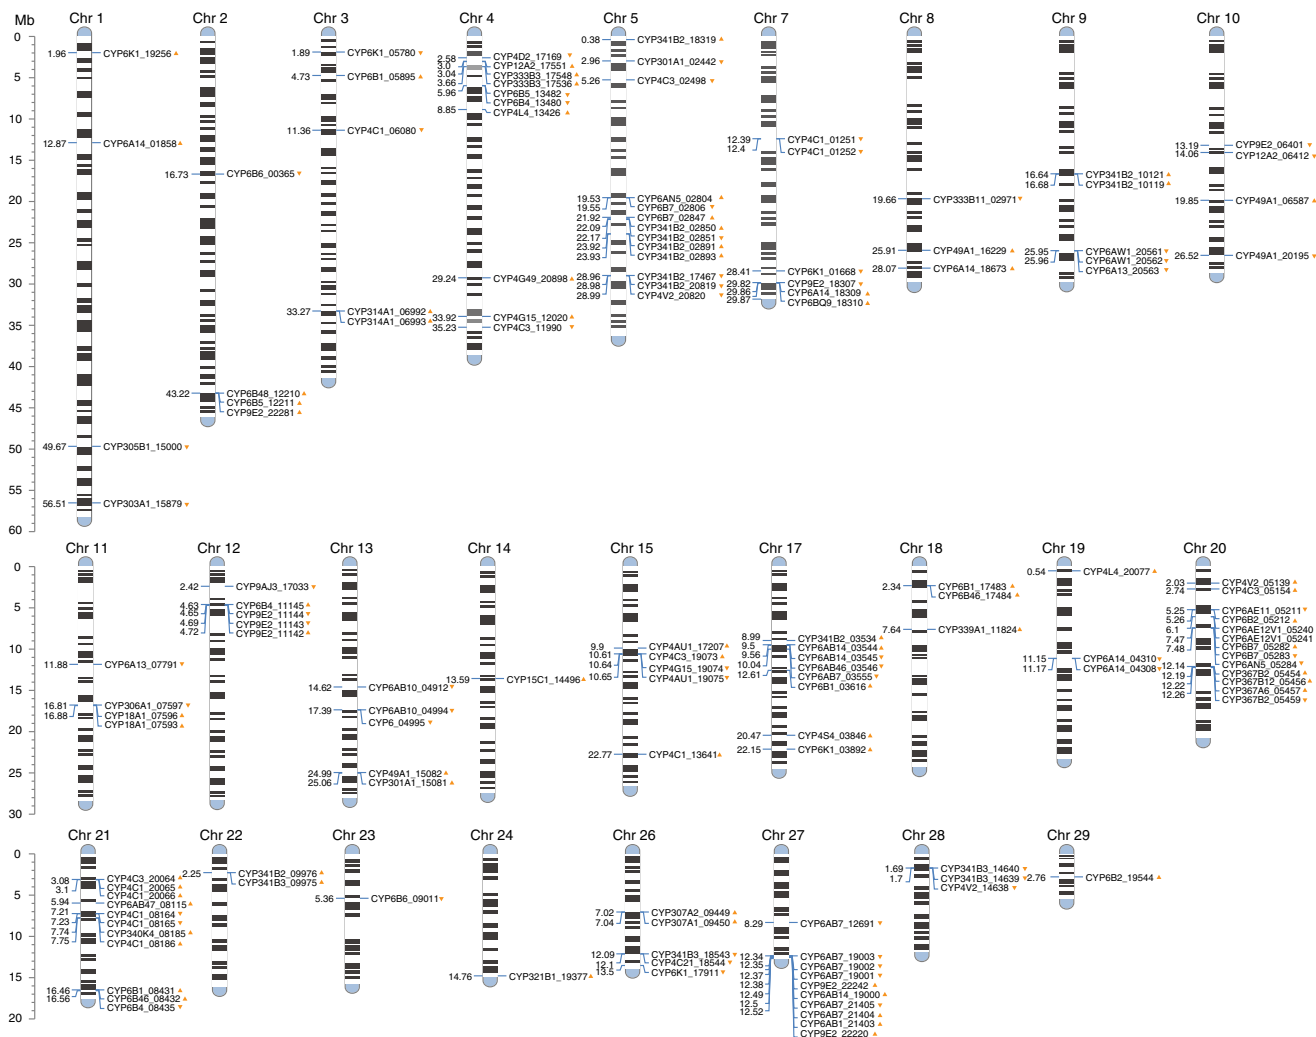 Mb
Chr 1
Chr 2
Chr 3
Chr 4
Chr 5
Chr 7
Chr 8
Chr 9
Chr 10
0
5
10
15
20
25
30
35
40
45
50
55
60
1.96 CYP6K1_19256
12.87 CYP6A14_01858
49.67 CYP305B1_15000
56.51 CYP303A1_15879
16.73 CYP6B6_00365
43.22 CYP6B48_12210
CYP6B5_12211
CYP9E2_22281
1.89 CYP6K1_05780
4.73 CYP6B1_05895
11.36 CYP4C1_06080
33.27 CYP314A1_06992
CYP314A1_06993
2.58 CYP4D2_17169
3.0 CYP12A2_17551
3.04 CYP333B3_17548
3.66 CYP333B3_17536
5.96 CYP6B5_13482
CYP6B4_13480
8.85 CYP4L4_13426
29.24 CYP4G49_20898
33.92 CYP4G15_12020
35.23 CYP4C3_11990
0.38 CYP341B2_18319
2.96 CYP301A1_02442
5.26 CYP4C3_02498
19.53 CYP6AN5_02804
19.55 CYP6B7_02806
21.92 CYP6B7_02847
22.09 CYP341B2_02850
22.17 CYP341B2_02851
23.92 CYP341B2_02891
23.93 CYP341B2_02893
28.96 CYP341B2_17467
28.98 CYP341B2_20819
28.99 CYP4V2_20820
12.39 CYP4C1_01251
12.4 CYP4C1_01252
28.41 CYP6K1_01668
29.82 CYP9E2_18307
29.86 CYP6A14_18309
29.87 CYP6BQ9_18310
19.66 CYP333B11_02971
25.91 CYP49A1_16229
28.07 CYP6A14_18673
16.64 CYP341B2_10121
16.68 CYP341B2_10119
25.95 CYP6AW1_20561
25.96 CYP6AW1_20562
CYP6A13_20563
13.19 CYP9E2_06401
14.06 CYP12A2_06412
19.85 CYP49A1_06587
26.52 CYP49A1_20195
Chr 11
Chr 12
Chr 13
Chr 14
Chr 15
Chr 17
Chr 18
Chr 19
Chr 20
0
5
10
15
20
25
30
11.88 CYP6A13_07791
16.81 CYP306A1_07597
16.88 CYP18A1_07596
CYP18A1_07593
2.42 CYP9AJ3_17033
4.63 CYP6B4_11145
4.65 CYP9E2_11144
4.69 CYP9E2_11143
4.72 CYP9E2_11142
14.62 CYP6AB10_04912
17.39 CYP6AB10_04994
CYP6_04995
24.99 CYP49A1_15082
25.06 CYP301A1_15081
13.59 CYP15C1_14496
9.9 CYP4AU1_17207
10.61 CYP4C3_19073
10.64 CYP4G15_19074
10.65 CYP4AU1_19075
22.77 CYP4C1_13641
8.99 CYP341B2_03534
9.5 CYP6AB14_03544
9.56 CYP6AB14_03545
10.04 CYP6AB46_03546
12.61 CYP6AB7_03555
CYP6B1_03616
20.47 CYP4S4_03846
22.15 CYP6K1_03892
2.34 CYP6B1_17483
CYP6B46_17484
7.64 CYP339A1_11824
0.54 CYP4L4_20077
11.15 CYP6A14_04310
11.17 CYP6A14_04308
2.03 CYP4V2_05139
2.74 CYP4C3_05154
5.25 CYP6AE11_05211
5.26 CYP6B2_05212
6.1 CYP6AE12V1_05240
7.47 CYP6AE12V1_05241
7.48 CYP6B7_05282
CYP6B7_05283
12.14 CYP6AN5_05284
12.19 CYP367B2_05454
12.22 CYP367B12_05456
12.26 CYP367A6_05457
CYP367B2_05459
Chr 21
Chr 22
Chr 23
Chr 24
Chr 26
Chr 27
Chr 28
Chr 29
0
5
10
15
20
3.08 CYP4C3_20064
3.1 CYP4C1_20065
CYP4C1_20066
5.94 CYP6AB47_08115
7.21 CYP4C1_08164
7.23 CYP4C1_08165
7.74 CYP340K4_08185
7.75 CYP4C1_08186
16.46 CYP6B1_08431
16.56 CYP6B46_08432
CYP6B4_08435
2.25 CYP341B2_09976
CYP341B3_09975
5.36 CYP6B6_09011
14.76 CYP321B1_19377
7.02 CYP307A2_09449
7.04 CYP307A1_09450
12.09 CYP341B3_18543
12.1 CYP4C21_18544
13.5 CYP6K1_17911
8.29 CYP6AB7_12691
12.34 CYP6AB7_19003
12.35 CYP6AB7_19002
12.37 CYP6AB7_19001
12.38 CYP9E2_22242
12.49 CYP6AB14_19000
12.5 CYP6AB7_21405
12.52 CYP6AB7_21404
CYP6AB1_21403
CYP9E2_22220
1.69 CYP341B3_14640
1.7 CYP341B3_14639
CYP4V2_14638
2.76 CYP6B2_19544